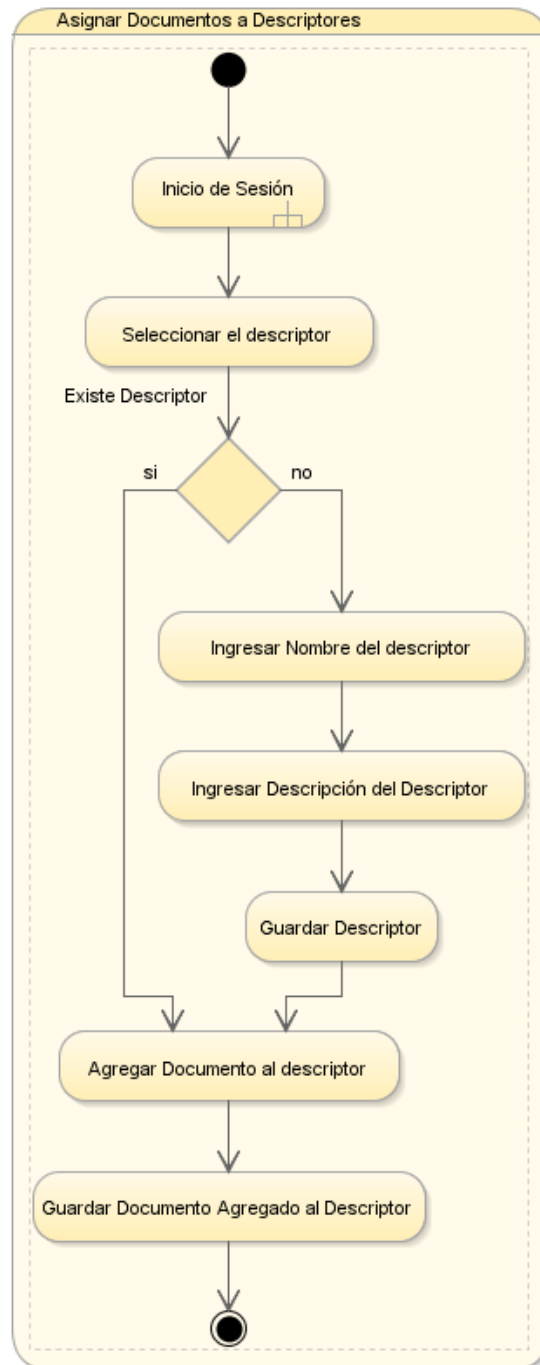 Asignar Documentos a Descriptores
Inicio de Sesión
Seleccionar el descriptor
Existe Descriptor
si
no
Ingresar Nombre del descriptor
Ingresar Descripción del Descriptor
Guardar Descriptor
Agregar Documento al descriptor
Guardar Documento Agregado al Descriptor